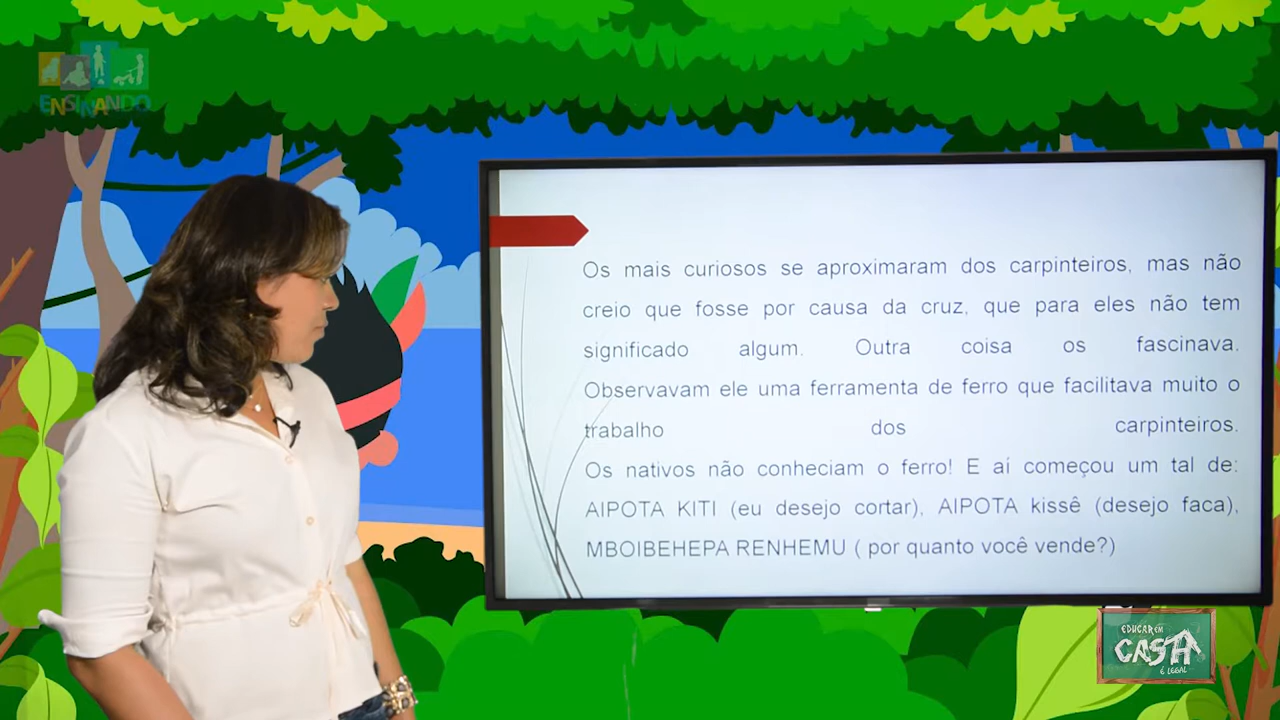 ENSINANDO
Os mais curiosos se aproximaram dos carpinteiros, mas não
creio que fosse por causa da cruz, que para eles não tem
significado algum. Outra coisa os fascinava.
Observavam ele uma ferramenta de ferro que facilitava muito o
trabalho dos carpinteiros.
Os nativos não conheciam o ferro! E aí começou um tal de:
AIPOTA KITI (eu desejo cortar), AIPOTA kissê (desejo faca),
MBOIBEHEPA RENHEMU ( por quanto você vende?)
EDUCAR EM
CASA
É LEGAL